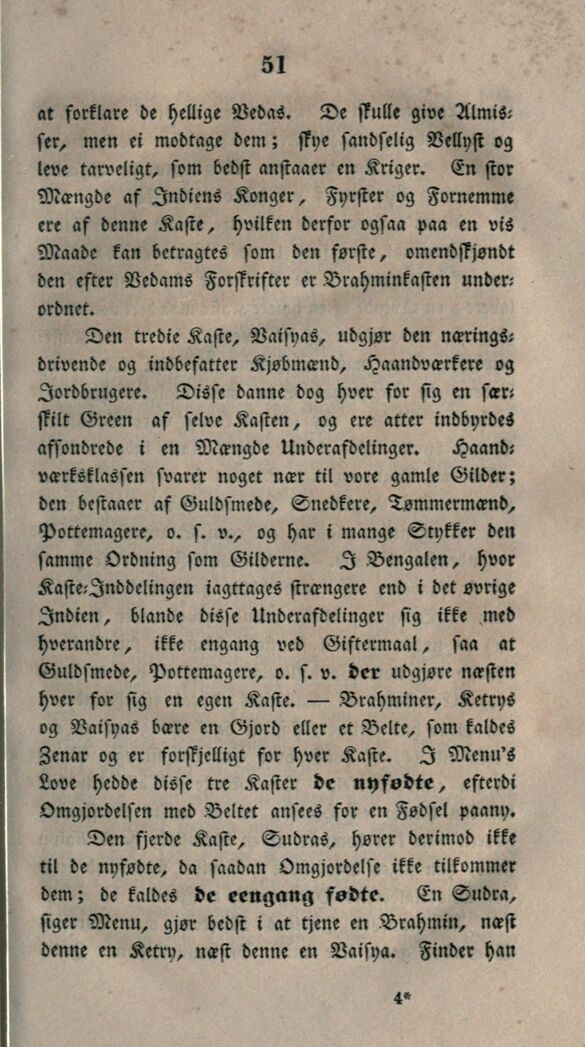 51
at forklare de hellige Vedas. De skulle give Almis-
ser, men ei modtage dem; skye sandselig Vellyst og
leve tarveligt, som bedst anstaaer en Kriger. En stor
Mængde af Indiens Konger, Fyrster og Fornemme
ere af denne Kaste, hvilken derfor ogsaa paa en vis
Maade kan betragtes som den første, omendskjøndt
den efter Vedams Forskrifter er Brahminkasten under-
ordnet.
Den tredie Kaste, Vaisyas, udgjør den nærings-
drivende og indbefatter Kjøbmænd, Haandværkere og
Jordbrugere. Disse danne dog hver for sig en sær-
skilt Green af selve Kasten, og ere atter indbyrdes
affondrede i en Mængde Underafdelinger. Haand-
værksklassen svarer noget nær til vore gamle Gilder;
den bestaaer af Guldsmede, Snedkere, Tømmermænd,
Pottemagere, o. s. v., og har i mange Stykker den
samme Ordning som Gilderne. I Bengalen, hvor
Kaste-Inddelingen iagttages strængere end i det øvrige
Indien, blande disse Underafdelinger sig ikke med
hverandre, ikke engang ved Giftermaal, saa at
Guldsmede, Pottemagere, o. s. v. der udgjøre næsten
hver for sig en egen Kaste. — Brahminer, Ketrys
og Vaisyas bære en Gjord eller et Belte, som kaldes
Zenar og er forskjelligt for hver Kaste. I Menu's
Love hedde disse tre Kaster de nyfødte, efterdi
Omgjordelsen med Beltet ansees for en Fødsel paany.
Den fjerde Kaste, Sudras, hører derimod ikke
til de nyfødte, da saadan Omgjordelse ikke tilkommer
dem; de kaldes de eengang fødte. En Sudra,
siger Menu, gjør bedst i at tjene en Brahmin, næst
denne en Ketry, næst denne en Vaisya. Finder han
4*